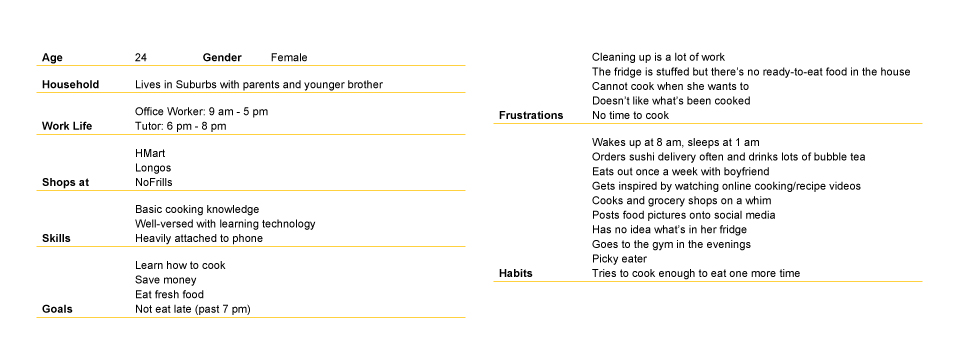 Age 24 Gender Female
Household Lives in Suburbs with parents and younger brother
Office Worker: 9 am - 5 pm
Work Life Tutor: 6 pm - 8 pm
HMart
Longos
Shops at NoFrills
Basic cooking knowledge
Well-versed with learning technology
Skills Heavily attached to phone
Learn how to cook
Save money
Eat fresh food
Goals Not eat late (past 7 pm)
Cleaning up is a lot of work
The fridge is stuffed but there's no ready-to-eat food in the house
Cannot cook when she wants to
Doesn't like what's been cooked
Frustrations No time to cook
Wakes up at 8 am, sleeps at 1 am
Orders sushi delivery often and drinks lots of bubble tea
Eats out once a week with boyfriend
Gets inspired by watching online cooking/recipe videos
Cooks and grocery shops on a whim
Posts food pictures onto social media
Has no idea what's in her fridge
Goes to the gym in the evenings
Picky eater
Habits Tries to cook enough to eat one more time